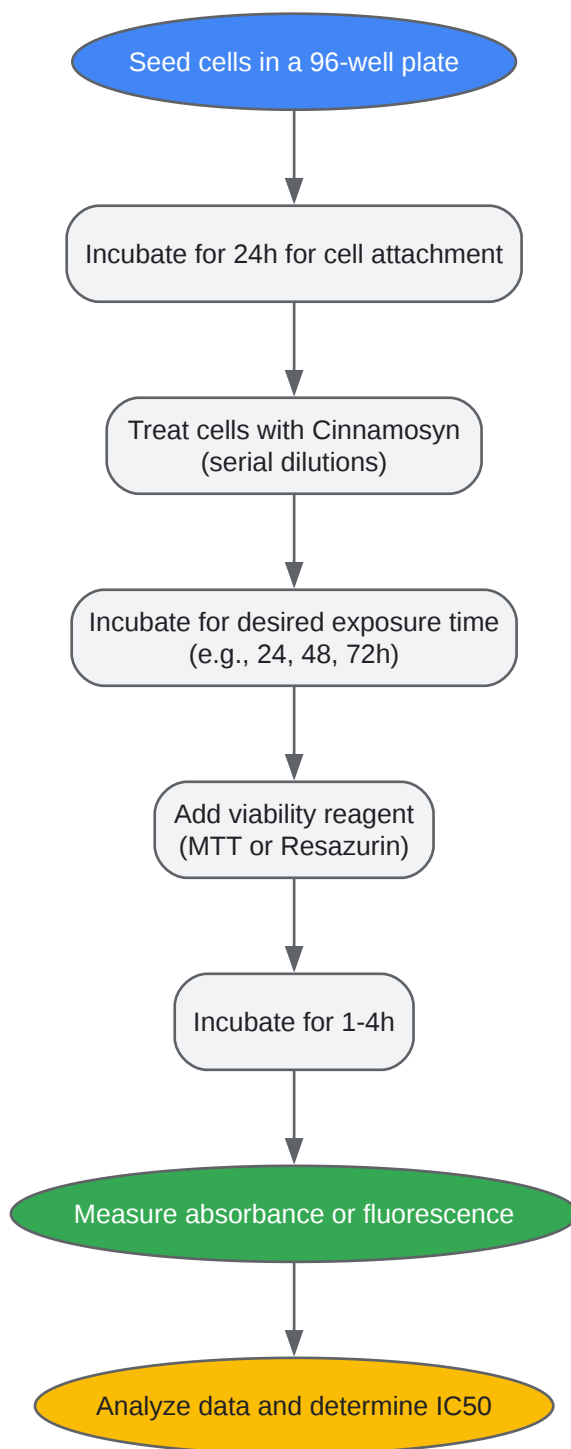 Seed cells in a 96-well plate
Incubate for 24h for cell attachment
Treat cells with Cinnamosyn
(serial dilutions)
Incubate for desired exposure time
(e.g., 24, 48, 72h)
Add viability reagent
(MTT or Resazurin)
Incubate for 1-4h
Measure absorbance or fluorescence
Analyze data and determine IC50